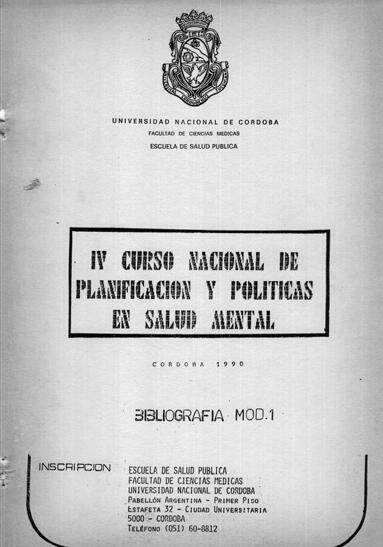 UNIVERSIDAD NACIONAL DE CORDOBA
FACULTAD DE CIENCIAS MEDICAS
ESCUELA DE SALUD PUBLICA
IV CURSO NACIONAL DE
PLANIFICACION Y POLITICAS
EN SALUD MENTAL
CORDOBA 1990
BIBLIOGRAFIA MOD.1
INSCRIPCION
ESCUELA DE SALUD PUBLICA
FACULTAD DE CIENCIAS MEDICAS
UNIVERSIDAD NACIONAL DE CORDOBA
PABELLÓN ARGENTINA - PRIMER PISO
ESTAFETA 32 - CIUDAD UNIVERSITARIA
5000 - CORDOBA
TELÉFONO (051) 60-8812